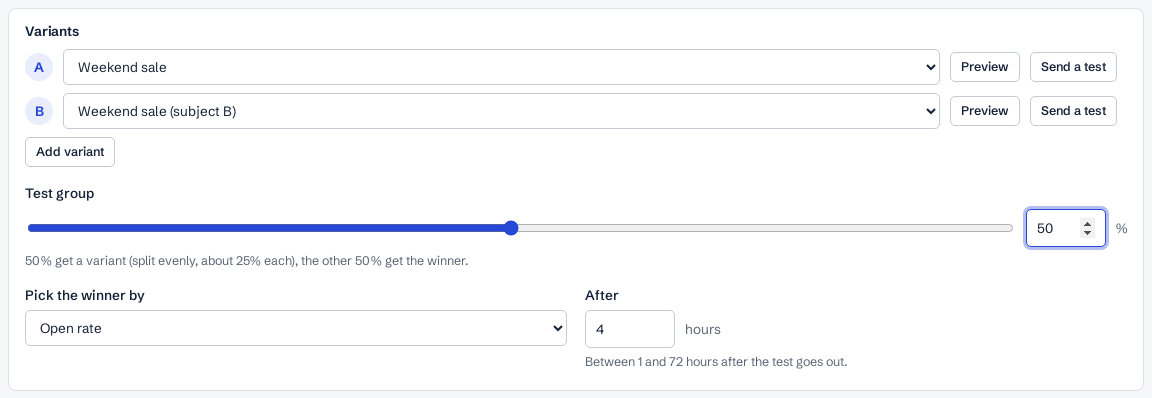 Variants
A Weekend sale Preview Send a test
B Weekend sale (subject B) Preview Send a test
Add variant
Test group
50 %
50% get a variant (split evenly, about 25% each), the other 50% get the winner.
Pick the winner by After
Open rate 4 hours
Between 1 and 72 hours after the test goes out.